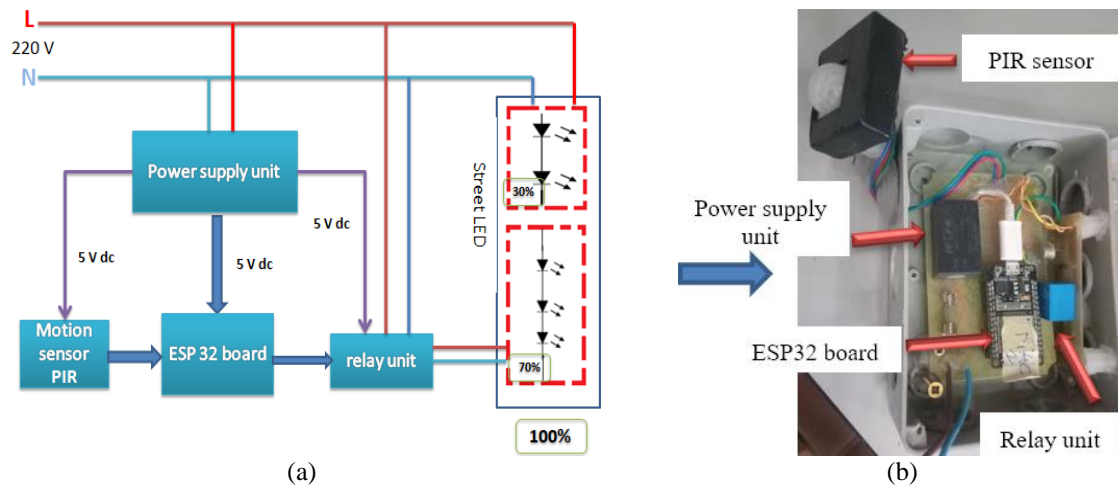 L
220 V
N
Power supply unit
5 V dc
5 V dc
5 V dc
Motion
sensor
PIR
ESP 32 board
relay unit
Street LED
30%
70%
100%
(a)
PIR sensor
Power supply
unit
ESP32 board
Relay unit
(b)